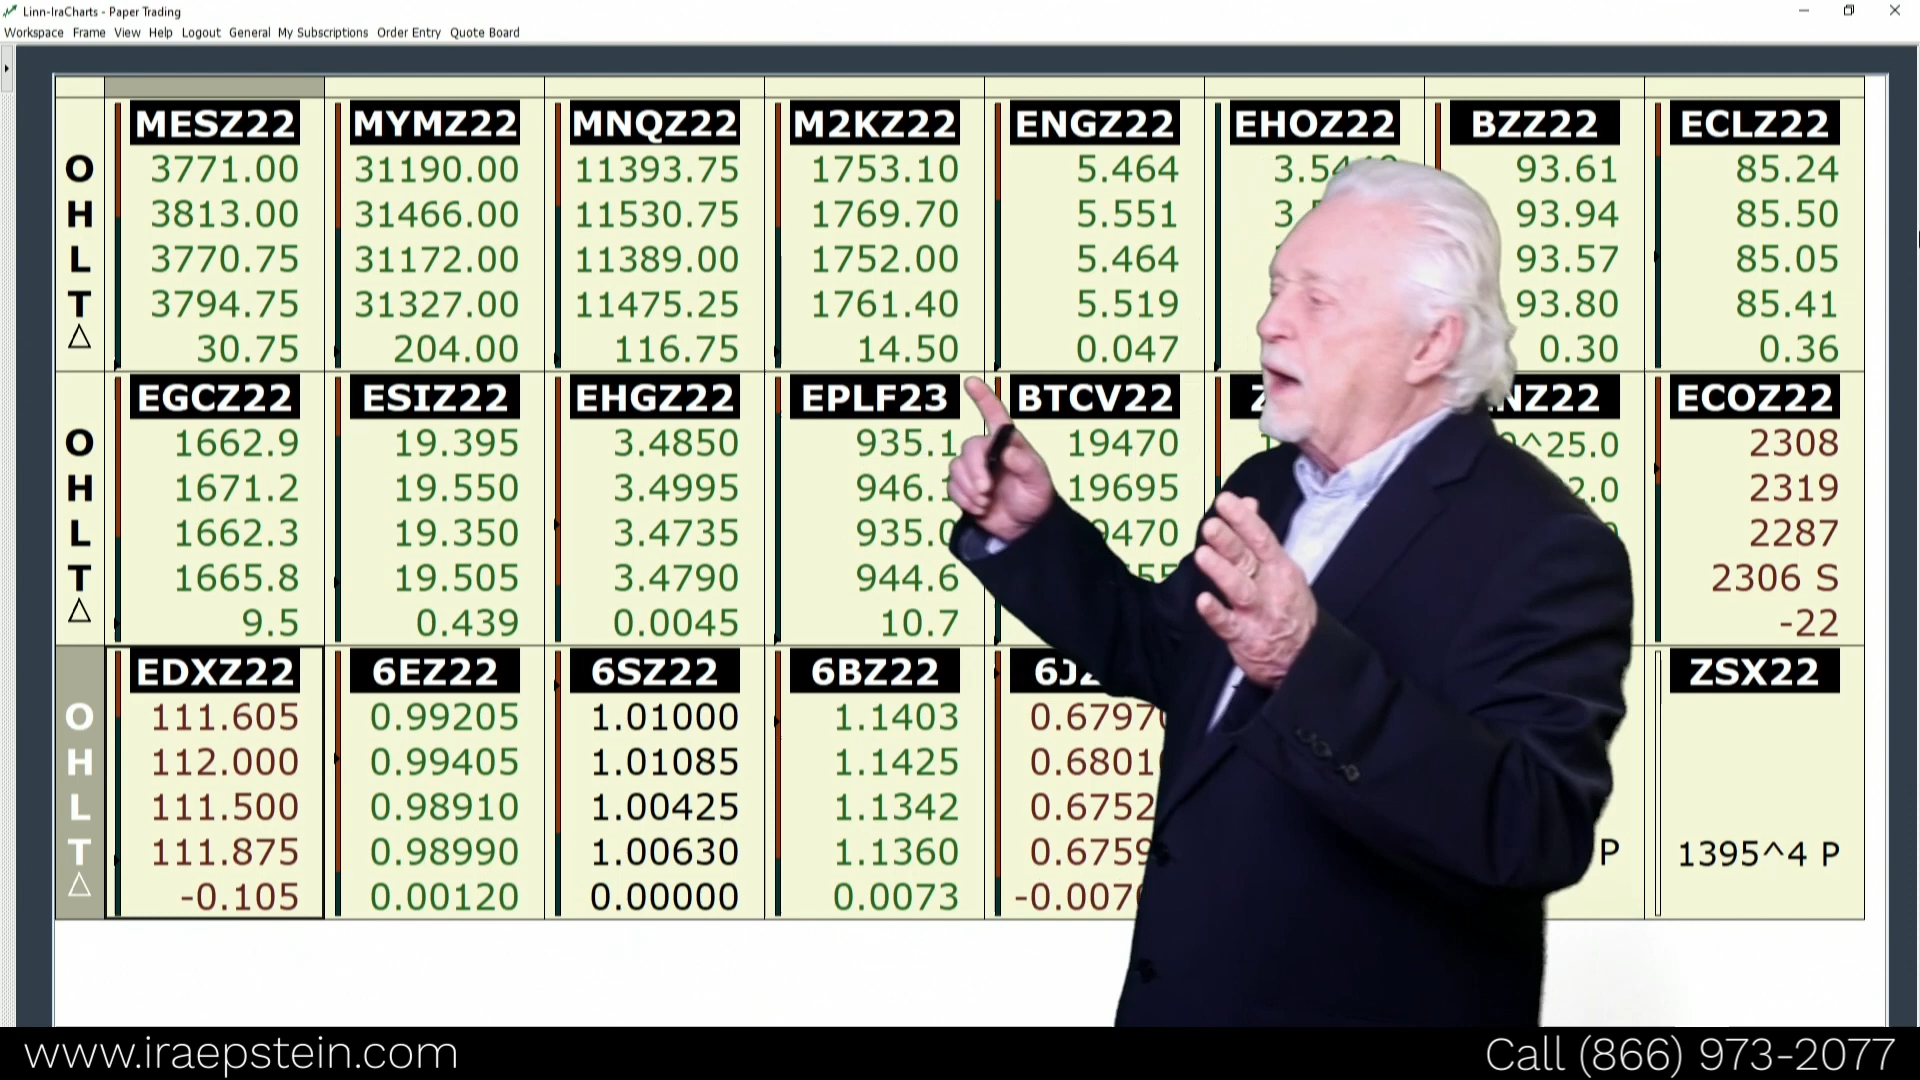 Linn-IraCharts - Paper Trading
Workspace Frame View Help Logout General My Subscriptions Order Entry Quote Board
MESZ22 MYMZ22 MNQZ22 M2KZ22 ENGZ22 EHOZ22 BZZ22 ECLZ22
O 3771.00 31190.00 11393.75 1753.10 5.464 93.61 85.24
H 3813.00 31466.00 11530.75 1769.70 5.551 93.94 85.50
L 3770.75 31172.00 11389.00 1752.00 5.464 93.57 85.05
T 3794.75 31327.00 11475.25 1761.40 5.519 93.80 85.41
△ 30.75 204.00 116.75 14.50 0.047 0.30 0.36
EGCZ22 ESIZ22 EHGZ22 EPLF23 BTCV22 ECOZ22
O 1662.9 19.395 3.4850 935.1 19470 2308
H 1671.2 19.550 3.4995 19695 2319
L 1662.3 19.350 3.4735 2287
T 1665.8 19.505 3.4790 944.6 2306 S
△ 9.5 0.439 0.0045 10.7 -22
EDXZ22 6EZ22 6SZ22 6BZ22 ZSX22
O 111.605 0.99205 1.01000 1.1403
H 112.000 0.99405 1.01085 1.1425
L 111.500 0.98910 1.00425 1.1342
T 111.875 0.98990 1.00630 1.1360 P 1395^4 P
△ -0.105 0.00120 0.00000 0.0073
www.iraepstein.com Call (866) 973-2077